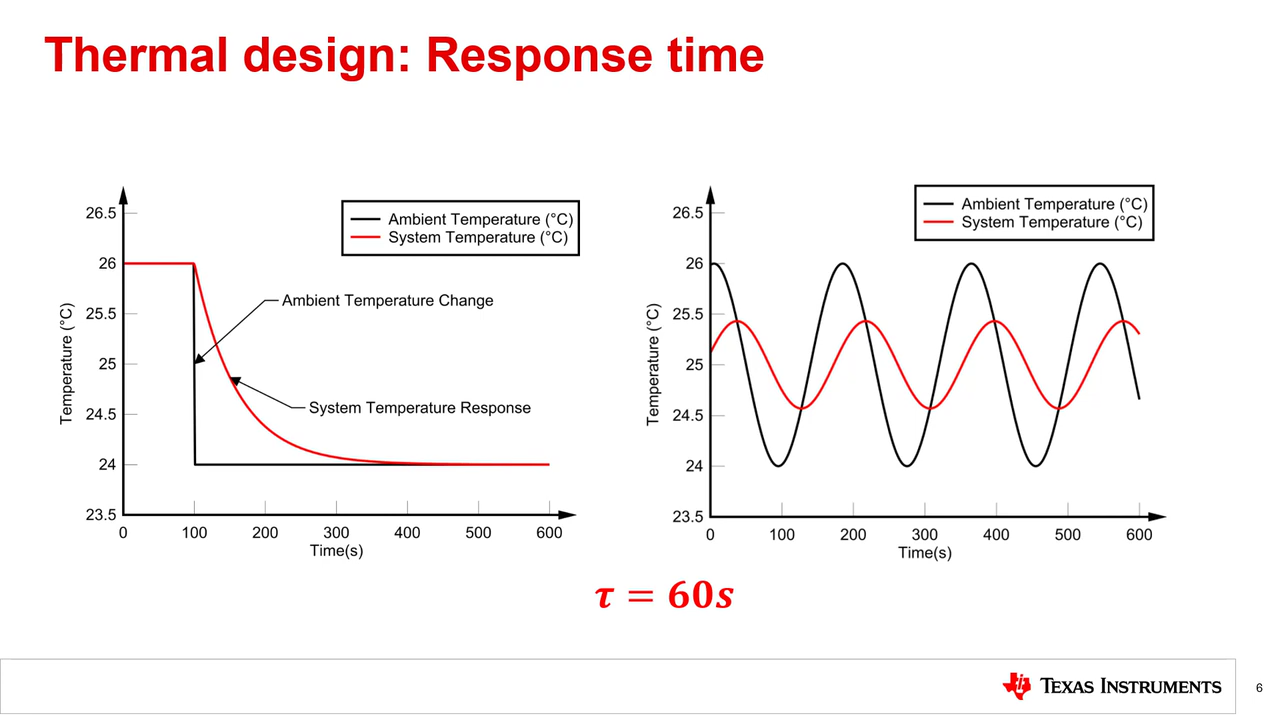 Thermal design: Response time
Ambient Temperature (°C)
System Temperature (°C)
26.5
26
25.5
25
24.5
24
23.5
Temperature (°C)
Ambient Temperature Change
System Temperature Response
0 100 200 300 400 500 600
Time(s)
Ambient Temperature (°C)
System Temperature (°C)
26.5
26
25.5
25
24.5
24
23.5
Temperature (°C)
0 100 200 300 400 500 600
Time(s)
τ = 60s
TEXAS INSTRUMENTS
6